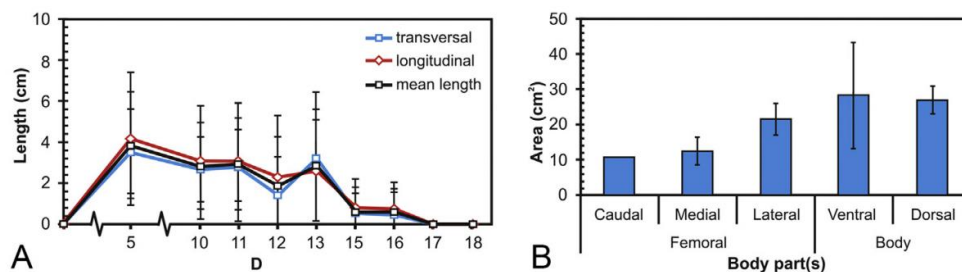 10
8
6
4
2
0
Length (cm)
transversal
longitudinal
mean length
5 10 11 12 13 15 16 17 18
D
A
50
40
30
20
10
0
Area (cm²)
Caudal Medial Lateral Ventral Dorsal
Femoral Body
Body part(s)
B